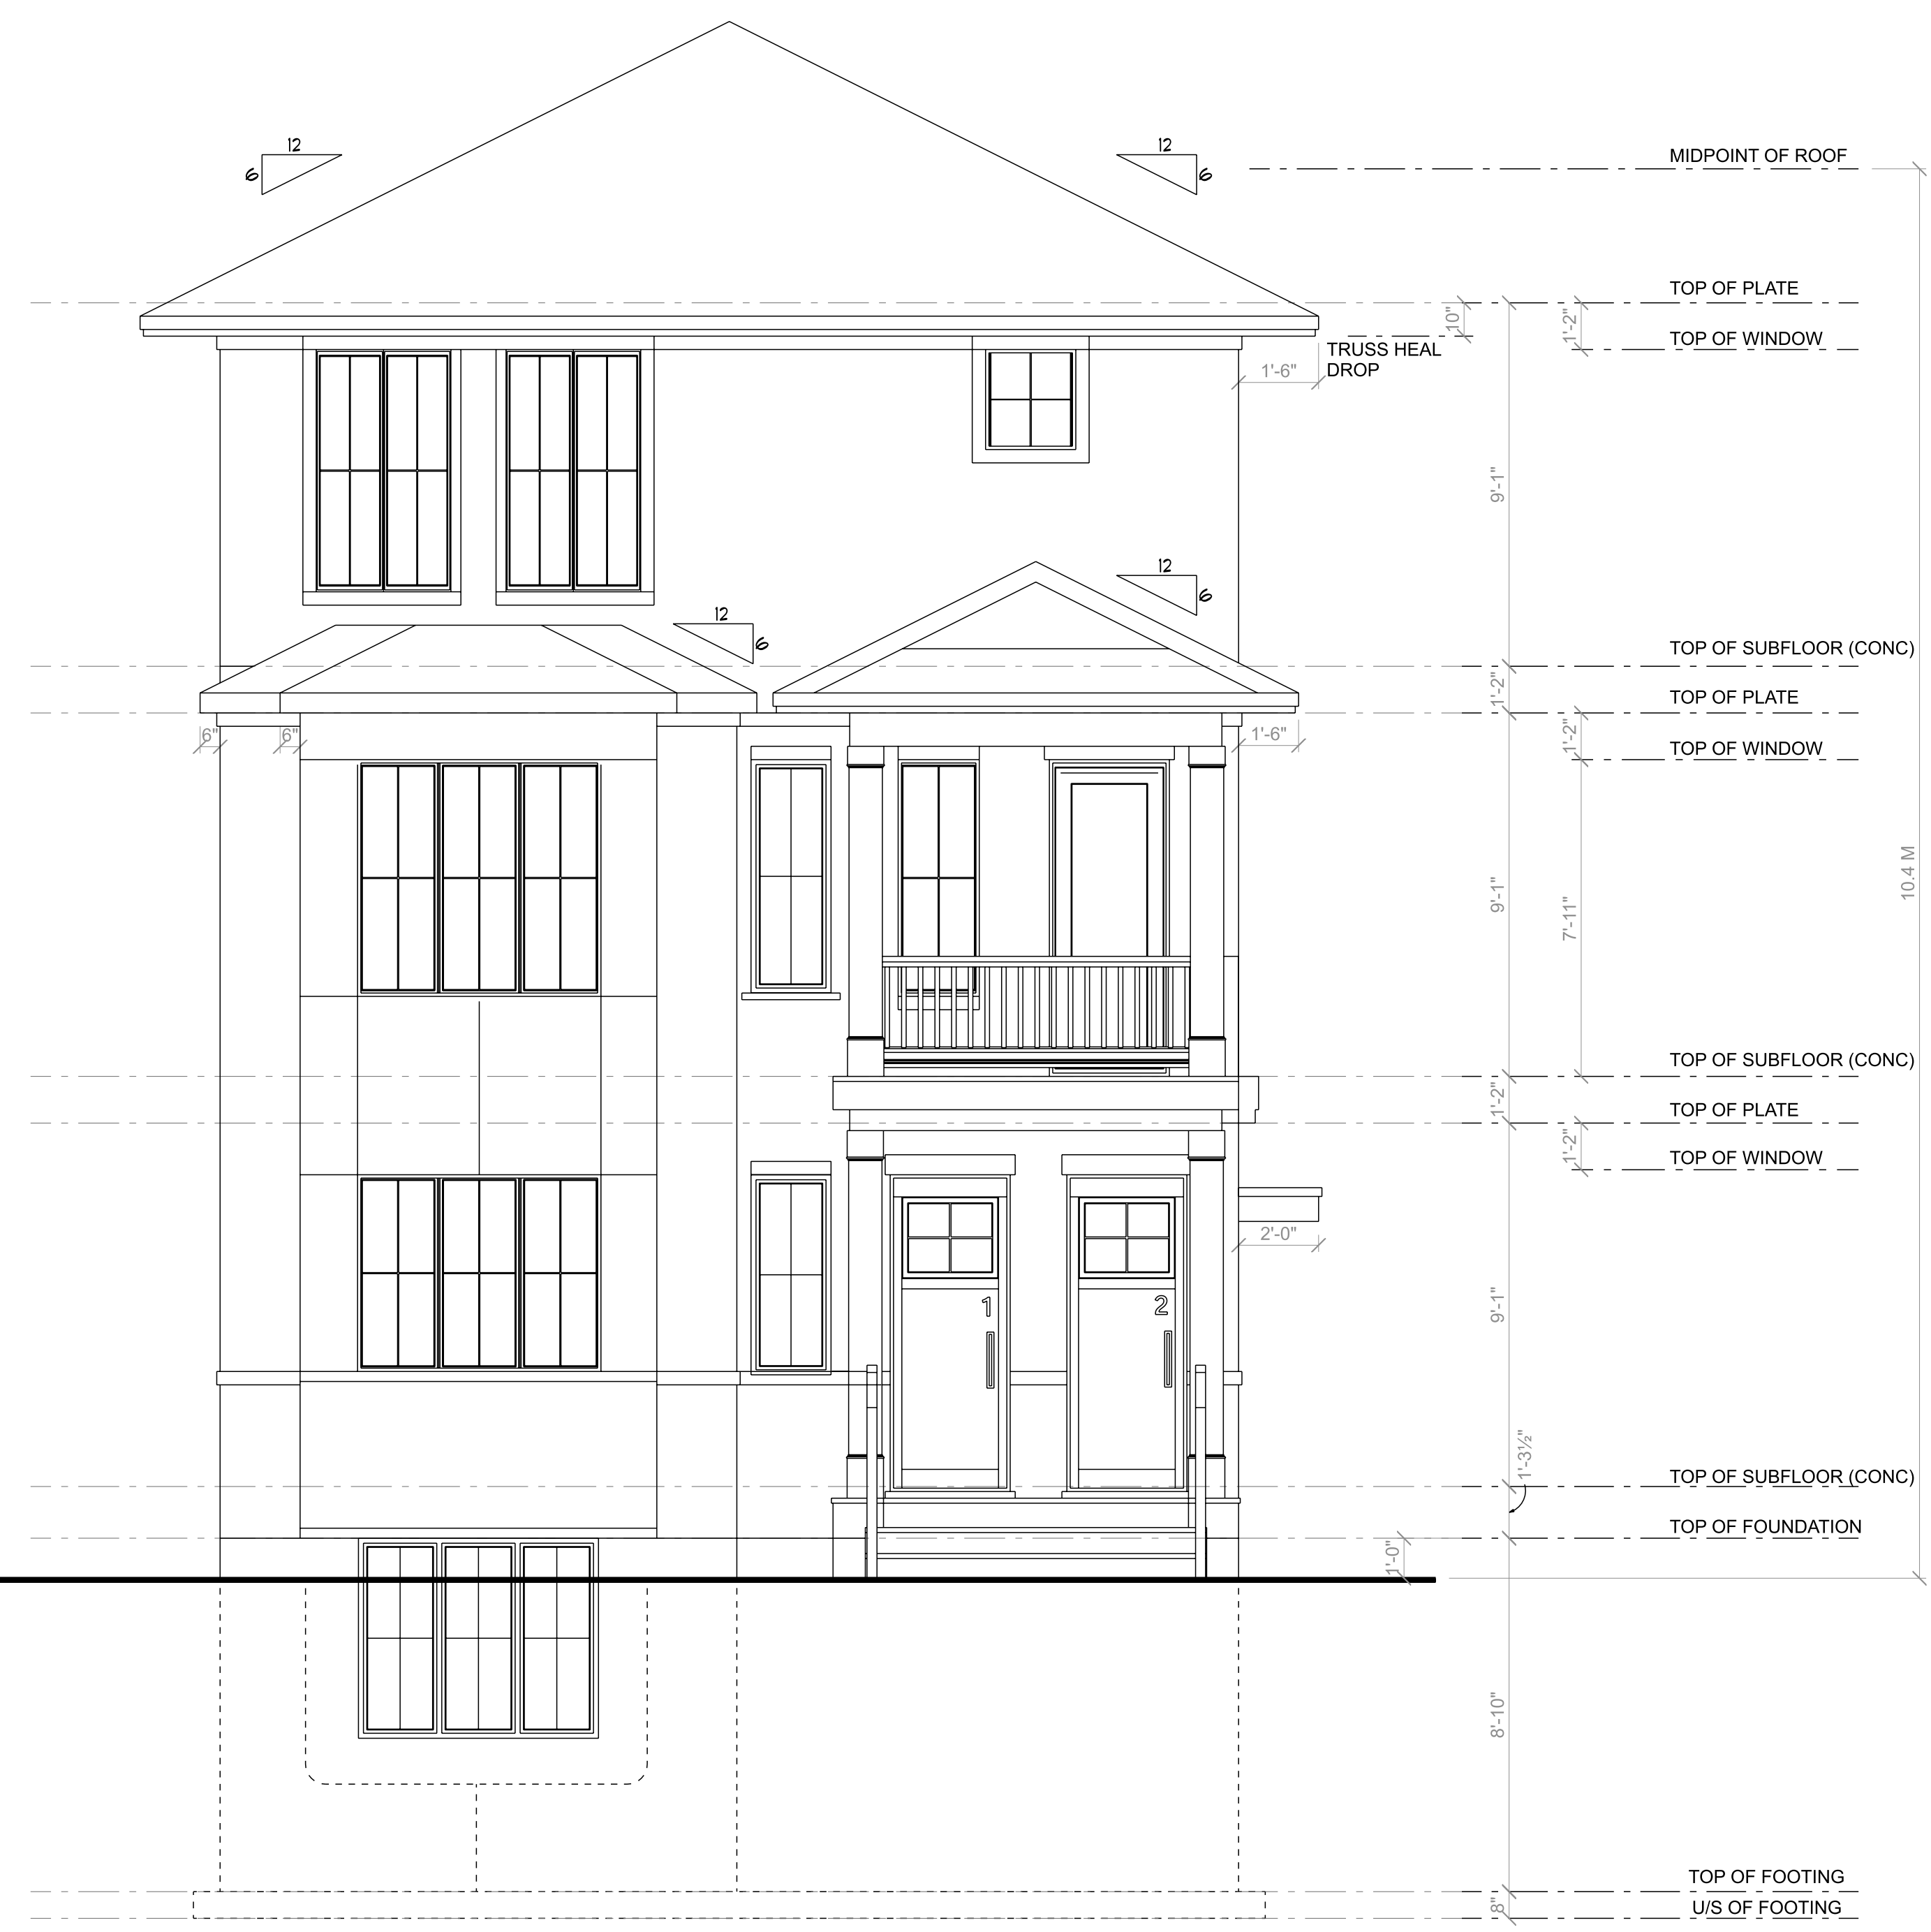 12
6
12
6
MIDPOINT OF ROOF
TOP OF PLATE
10"
1'-2"
TOP OF WINDOW
TRUSS HEAL
DROP
1'-6"
9'-1"
12
6
12
6
TOP OF SUBFLOOR (CONC)
1'-2"
TOP OF PLATE
6"
6"
1'-6"
1'-2"
TOP OF WINDOW
10.4 M
9'-1"
7'-11"
TOP OF SUBFLOOR (CONC)
1'-2"
TOP OF PLATE
1'-2"
TOP OF WINDOW
2'-0"
1
2
9'-1"
1'-3½"
TOP OF SUBFLOOR (CONC)
TOP OF FOUNDATION
1'-0"
8'-10"
TOP OF FOOTING
8"
U/S OF FOOTING